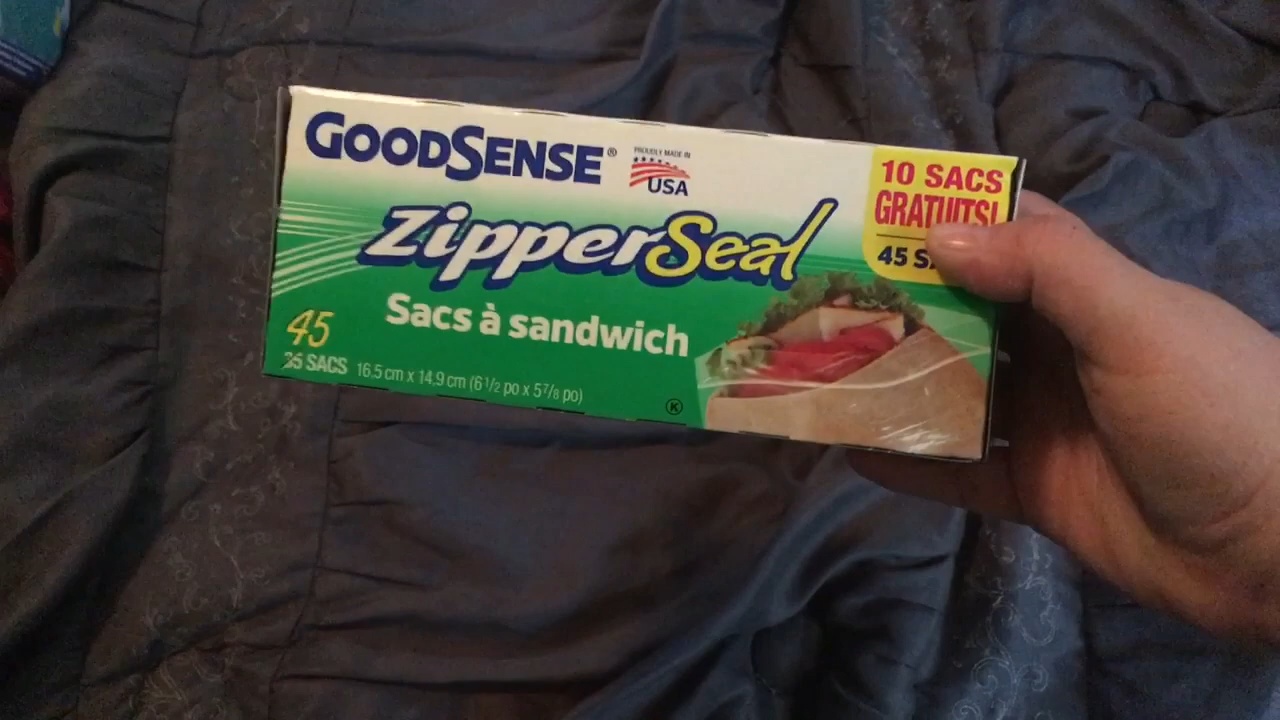 GOODSENSE®
PROUDLY MADE IN
USA
10 SACS
GRATUITS!
45
ZipperSeal
Sacs à sandwich
45
35 SACS 16.5 cm x 14.9 cm (6 1/2 po x 5 7/8 po)
K